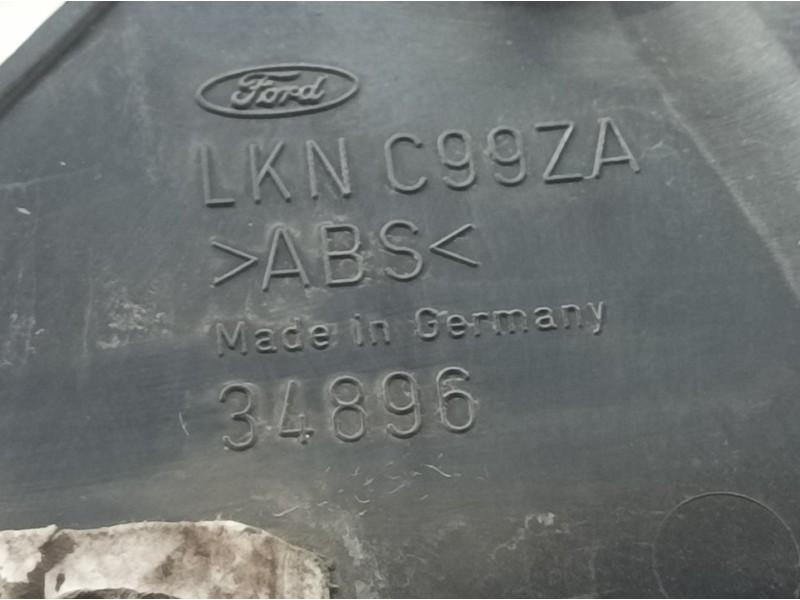 Ford
LKN C99ZA
>ABS<
Made in Germany
34896